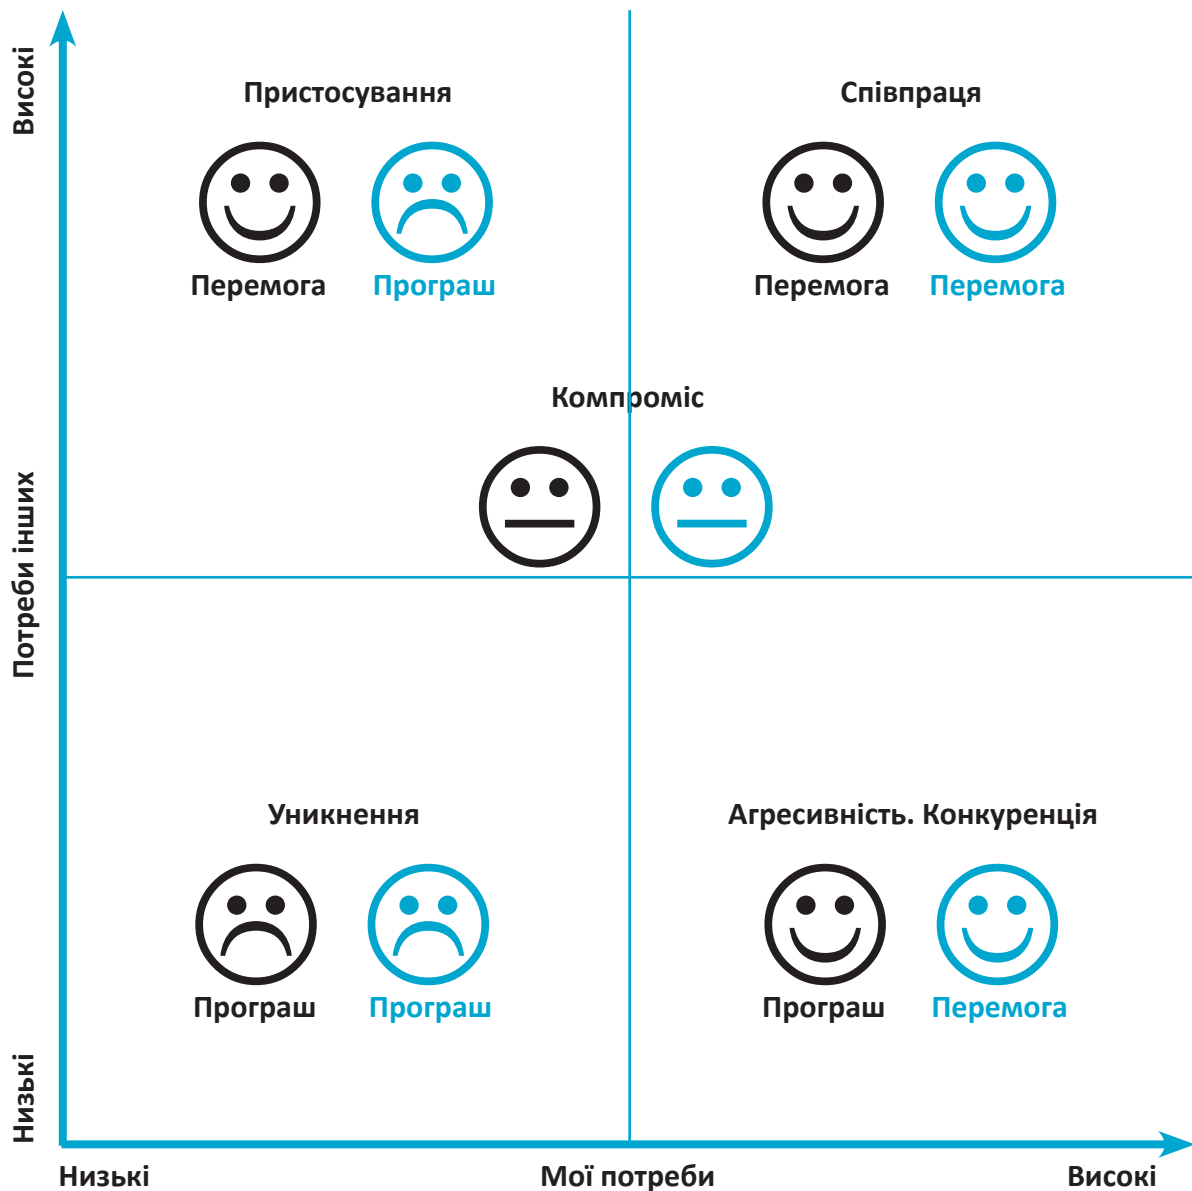 Високі
Пристосування
Співпраця
Перемога Програш
Перемога Перемога
Компроміс
Потреби інших
Уникнення
Агресивність. Конкуренція
Програш Програш
Програш Перемога
Низькі
Низькі Мої потреби Високі